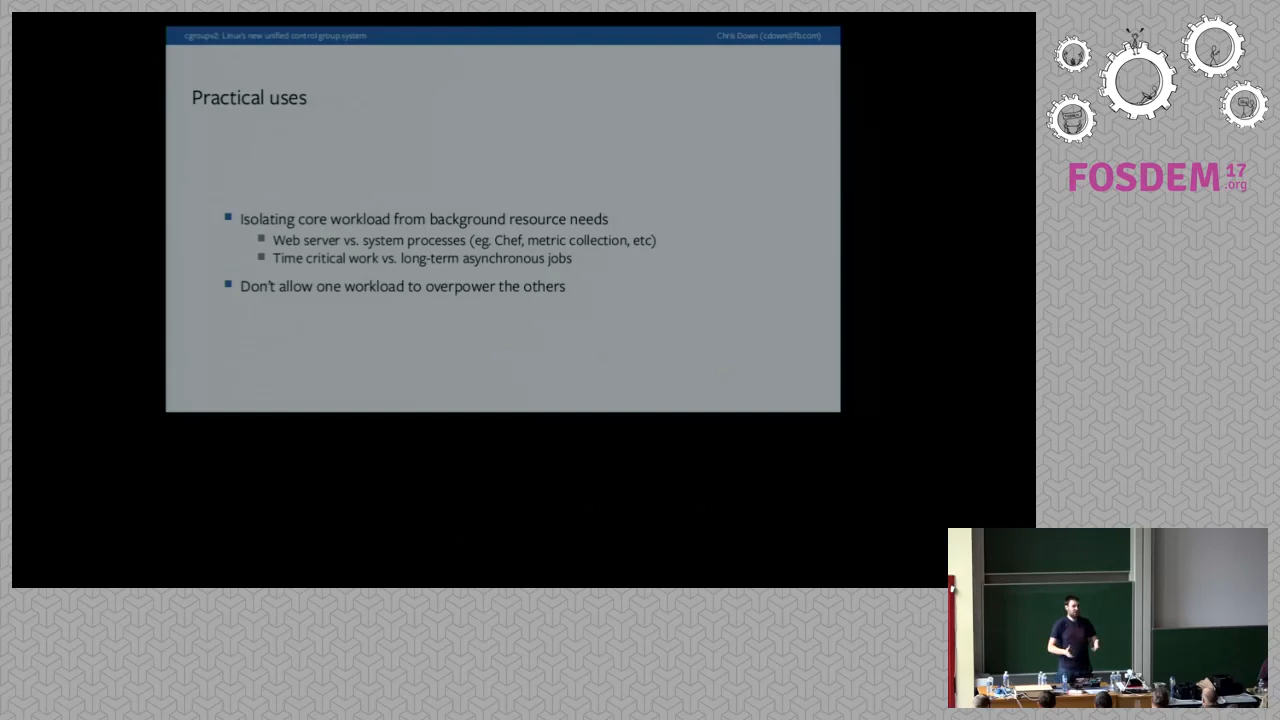 cgroupv2: Linux's new unified control group system
Chris Down (cdown@fb.com)
Practical uses
Isolating core workload from background resource needs
Web server vs. system processes (eg. Chef, metric collection, etc)
Time critical work vs. long-term asynchronous jobs
Don't allow one workload to overpower the others
FOSDEM 17
.org